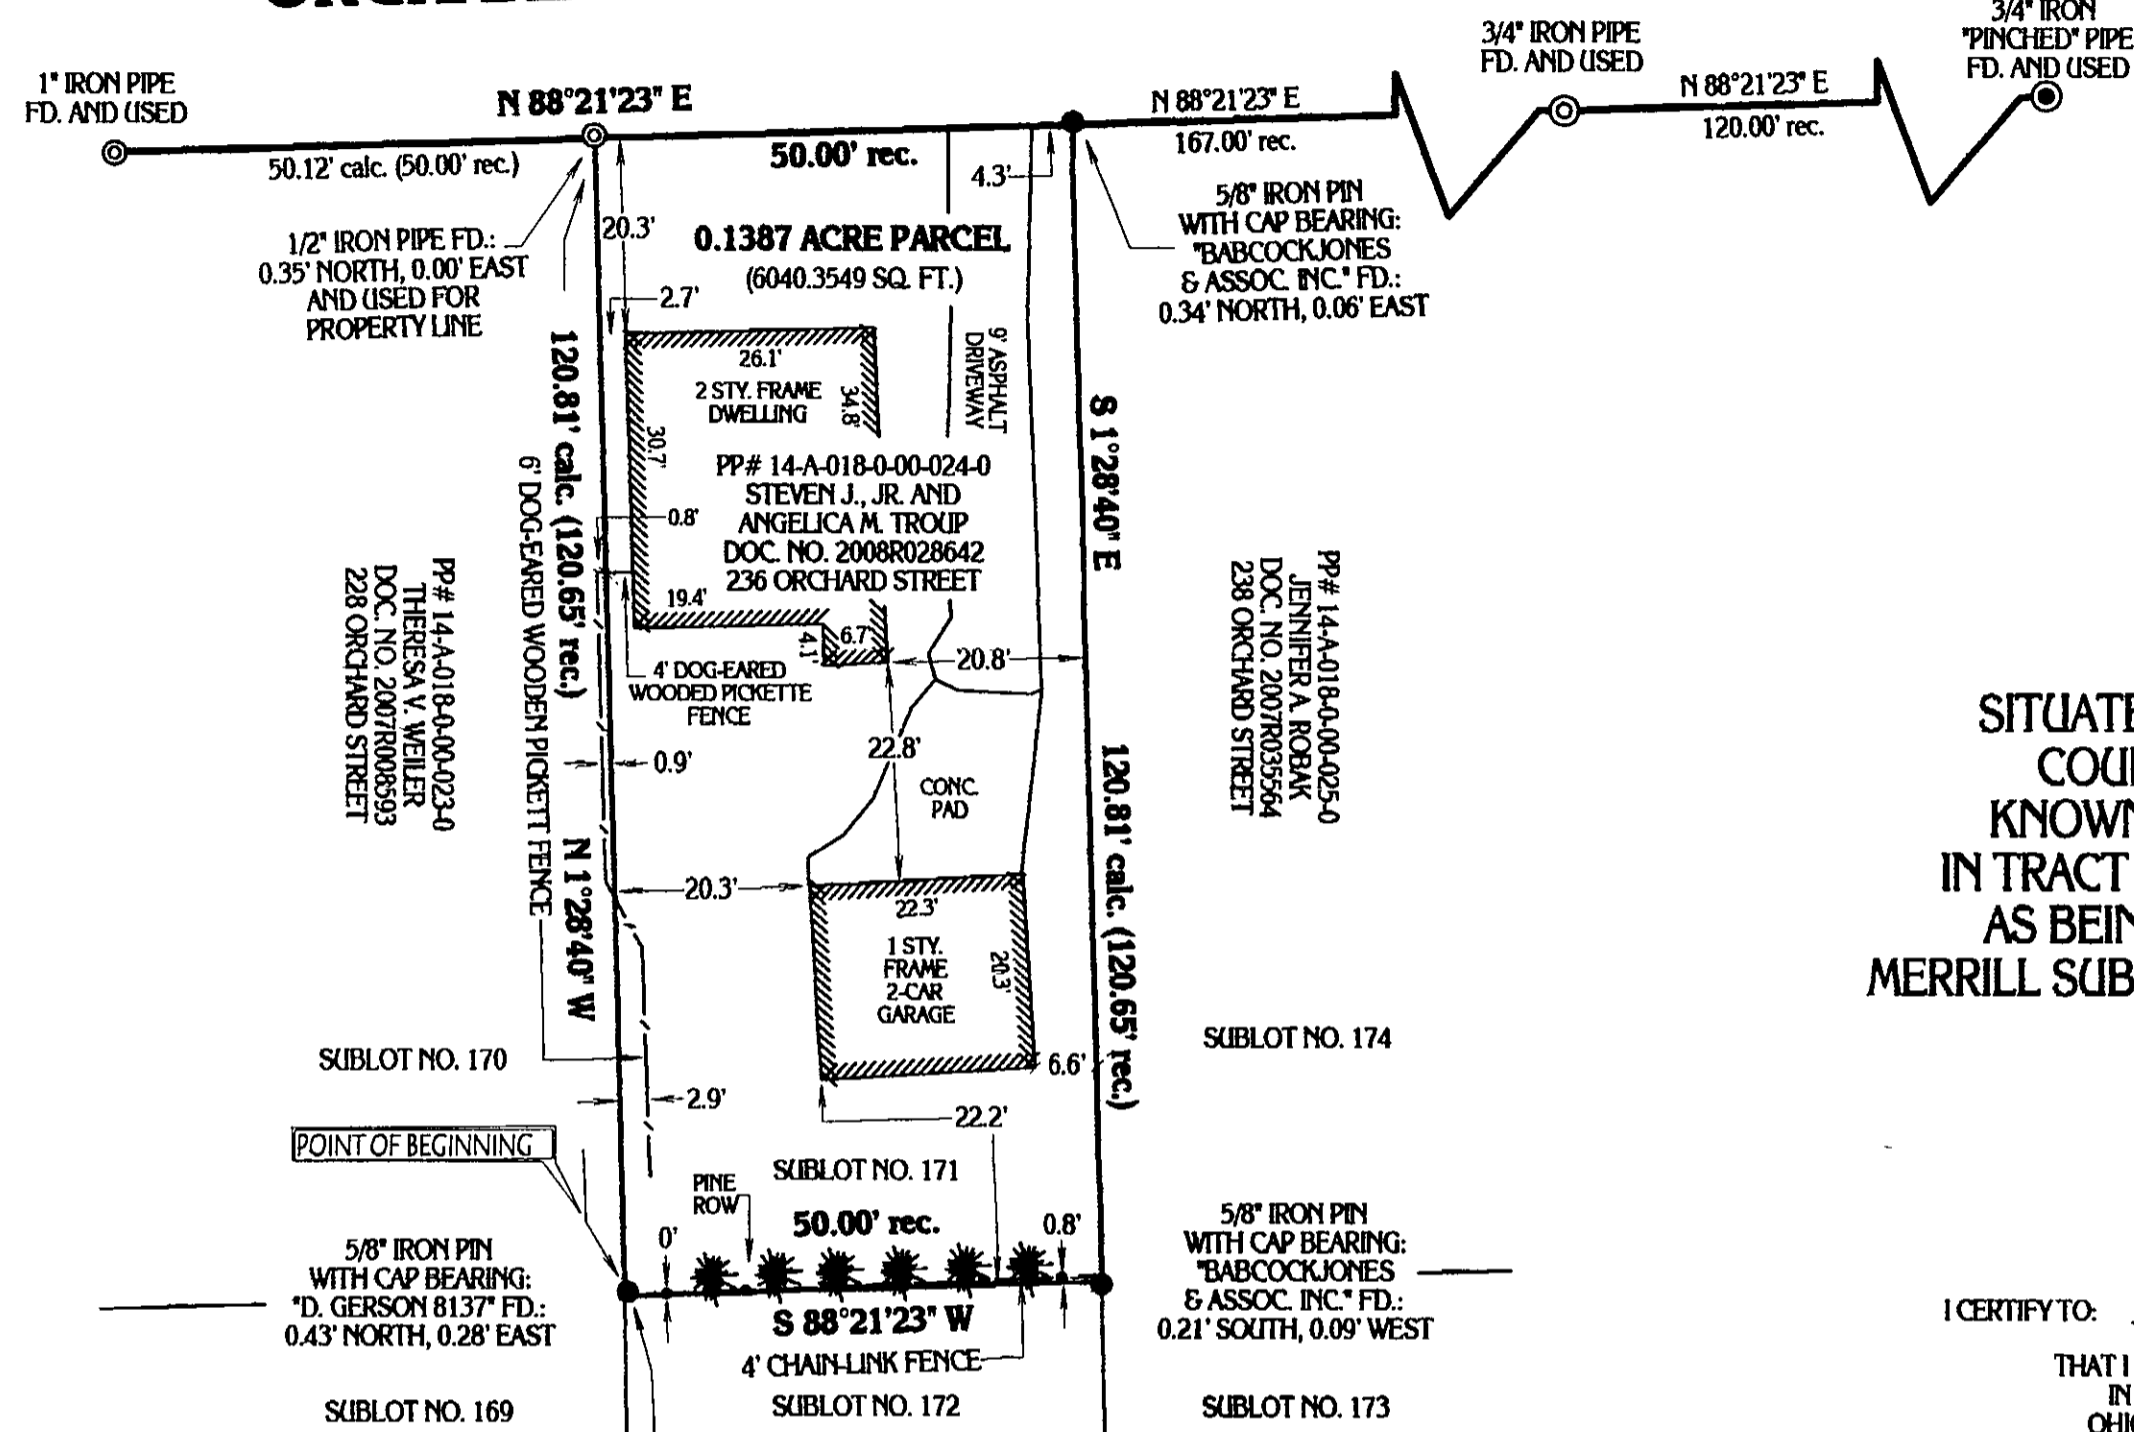 1" IRON PIPE
FD. AND USED
N 88°21'23" E
50.12' calc. (50.00' rec.)
50.00' rec.
4.3'
N 88°21'23" E
167.00' rec.
3/4" IRON PIPE
FD. AND USED
N 88°21'23" E
120.00' rec.
3/4" IRON
"PINCHED" PIPE
FD. AND USED
1/2" IRON PIPE FD.:
0.35' NORTH, 0.00' EAST
AND USED FOR
PROPERTY LINE
20.3'
0.1387 ACRE PARCEL
(6040.3549 SQ. FT.)
2.7'
5/8" IRON PIN
WITH CAP BEARING:
"BABCOCKJONES
& ASSOC. INC." FD.:
0.34' NORTH, 0.06' EAST
9' ASPHALT
DRIVEWAY
26.1'
2 STY. FRAME
DWELLING
34.8'
30.7'
PP# 14-A-018-0-00-024-0
STEVEN J., JR. AND
ANGELICA M. TROUP
DOC. NO. 2008R028642
236 ORCHARD STREET
0.8'
19.4'
4.1'
6.7'
20.8'
4' DOG-EARED
WOODED PICKETTE
FENCE
120.81' calc. (120.65' rec.)
N 1°28'40" W
6' DOG-EARED WOODEN PICKETT FENCE
PP# 14-A-018-0-00-023-0
THERESA V. WEILER
DOC. NO. 2007R008593
228 ORCHARD STREET
S 1°28'40" E
120.81' calc. (120.65' rec.)
PP# 14-A-018-0-00-025-0
JENNIFER A. ROBAK
DOC. NO. 2007R035564
238 ORCHARD STREET
0.9'
22.8'
CONC.
PAD
20.3'
22.3'
1 STY.
FRAME
2-CAR
GARAGE
20.3'
6.6'
22.2'
2.9'
SUBLOT NO. 170
SUBLOT NO. 174
POINT OF BEGINNING
SUBLOT NO. 171
PINE
ROW
50.00' rec.
0'
0.8'
5/8" IRON PIN
WITH CAP BEARING:
"D. GERSON 8137" FD.:
0.43' NORTH, 0.28' EAST
S 88°21'23" W
4' CHAIN-LINK FENCE
5/8" IRON PIN
WITH CAP BEARING:
"BABCOCKJONES
& ASSOC. INC." FD.:
0.21' SOUTH, 0.09' WEST
SUBLOT NO. 169
SUBLOT NO. 172
SUBLOT NO. 173
SITUATE
COU
KNOWN
IN TRACT
AS BEIN
MERRILL SUB
I CERTIFY TO:
THAT I
IN
OHI